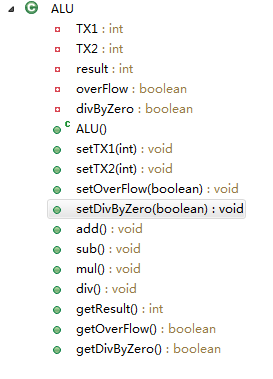 ALU
TX1 : int
TX2 : int
result : int
overFlow : boolean
divByZero : boolean
ALU()
setTX1(int) : void
setTX2(int) : void
setOverFlow(boolean) : void
setDivByZero(boolean) : void
add() : void
sub() : void
mul() : void
div() : void
getResult() : int
getOverFlow() : boolean
getDivByZero() : boolean